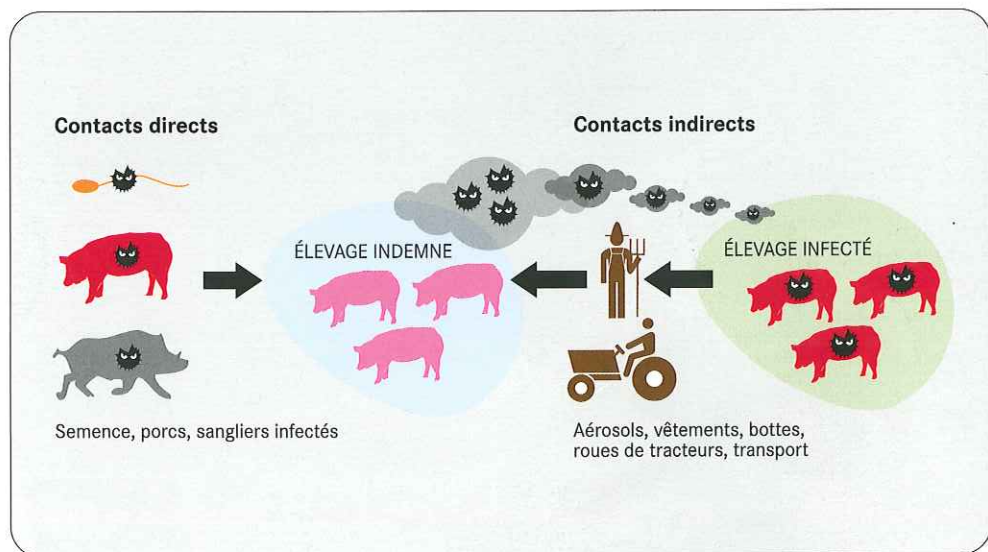 Contacts directs
Contacts indirects
ÉLEVAGE INDEMNE
ÉLEVAGE INFECTÉ
Semence, porcs, sangliers infectés
Aérosols, vêtements, bottes,
roues de tracteurs, transport